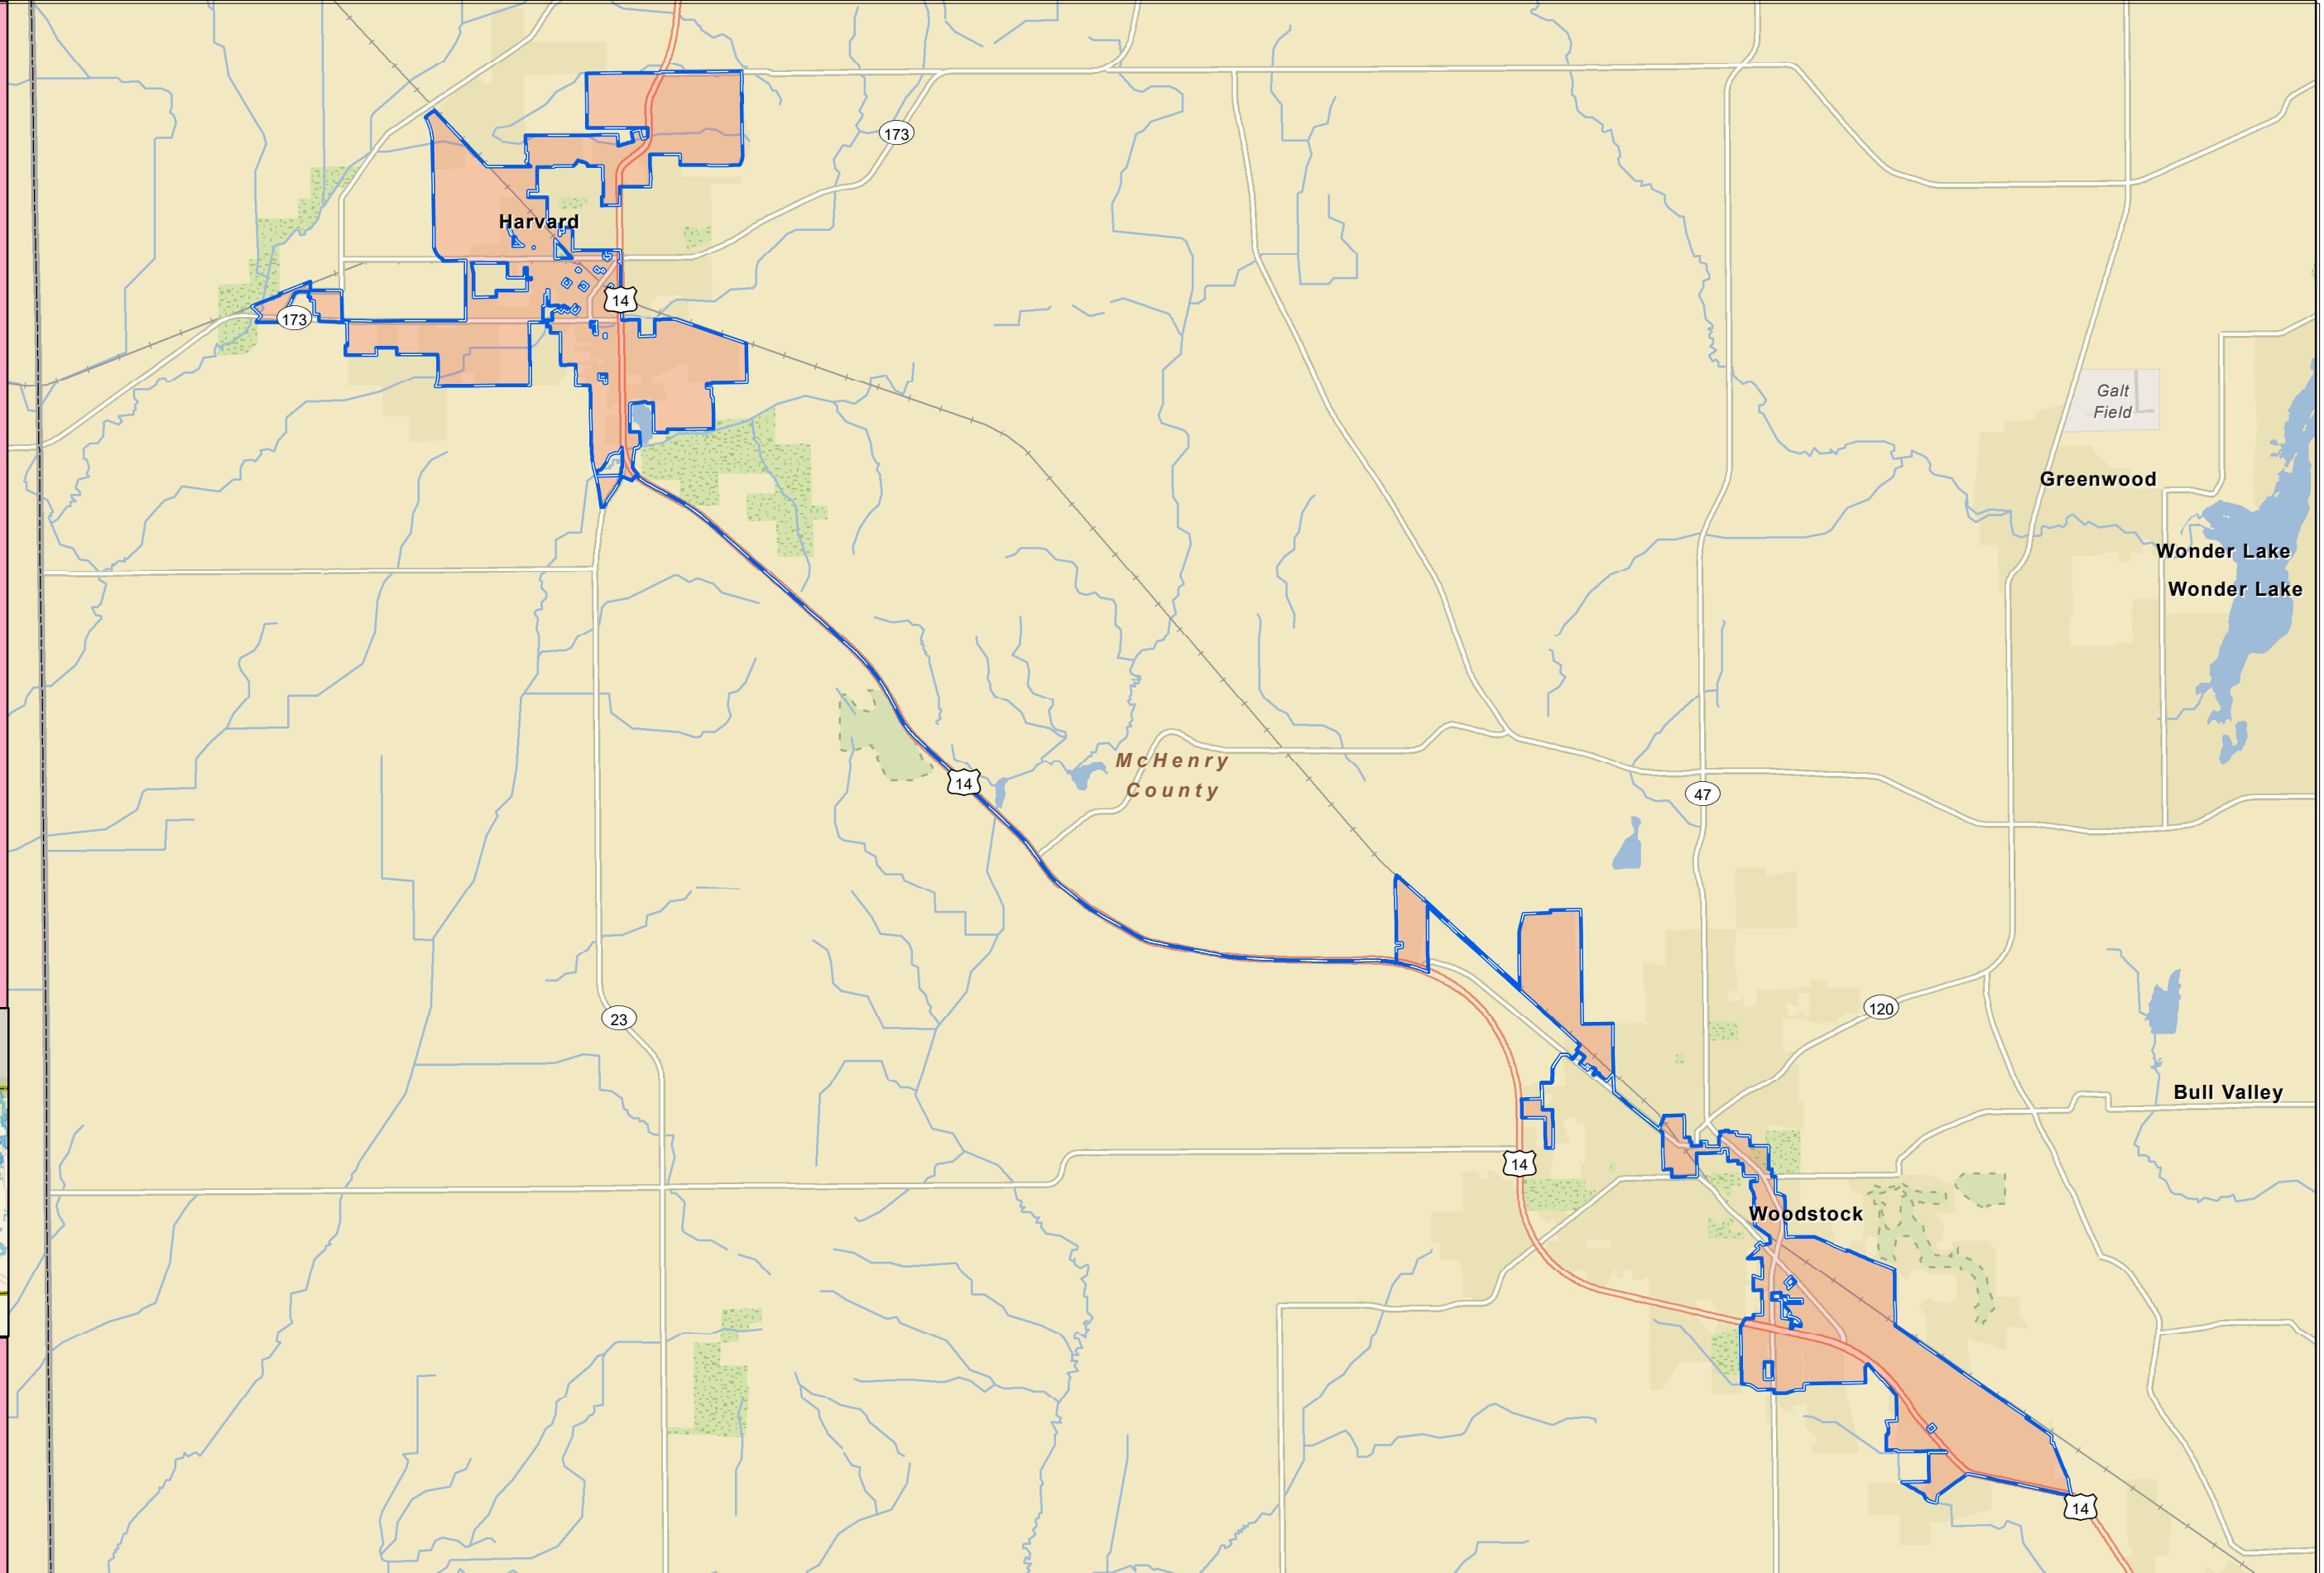 173
Harvard
14
173
Galt
Field
Greenwood
Wonder Lake
Wonder Lake
McHenry
County
14
47
23
120
Bull Valley
14
Woodstock
14